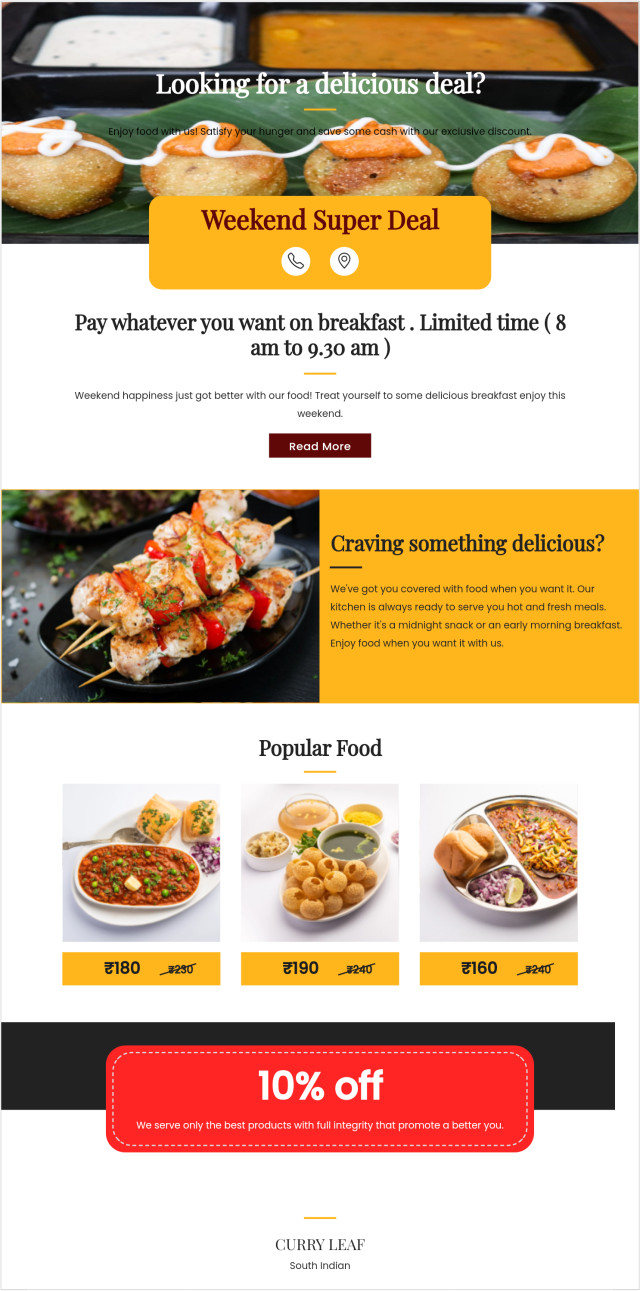 Looking for a delicious deal?
Enjoy food with us! Satisfy your hunger and save some cash with our exclusive discount.
Weekend Super Deal
Pay whatever you want on breakfast . Limited time ( 8
am to 9.30 am )
Weekend happiness just got better with our food! Treat yourself to some delicious breakfast enjoy this
weekend.
Read More
Craving something delicious?
We've got you covered with food when you want it. Our
kitchen is always ready to serve you hot and fresh meals.
Whether it's a midnight snack or an early morning breakfast.
Enjoy food when you want it with us.
Popular Food
₹180 ₹230
₹190 ₹240
₹160 ₹240
10% off
We serve only the best products with full integrity that promote a better you.
CURRY LEAF
South Indian